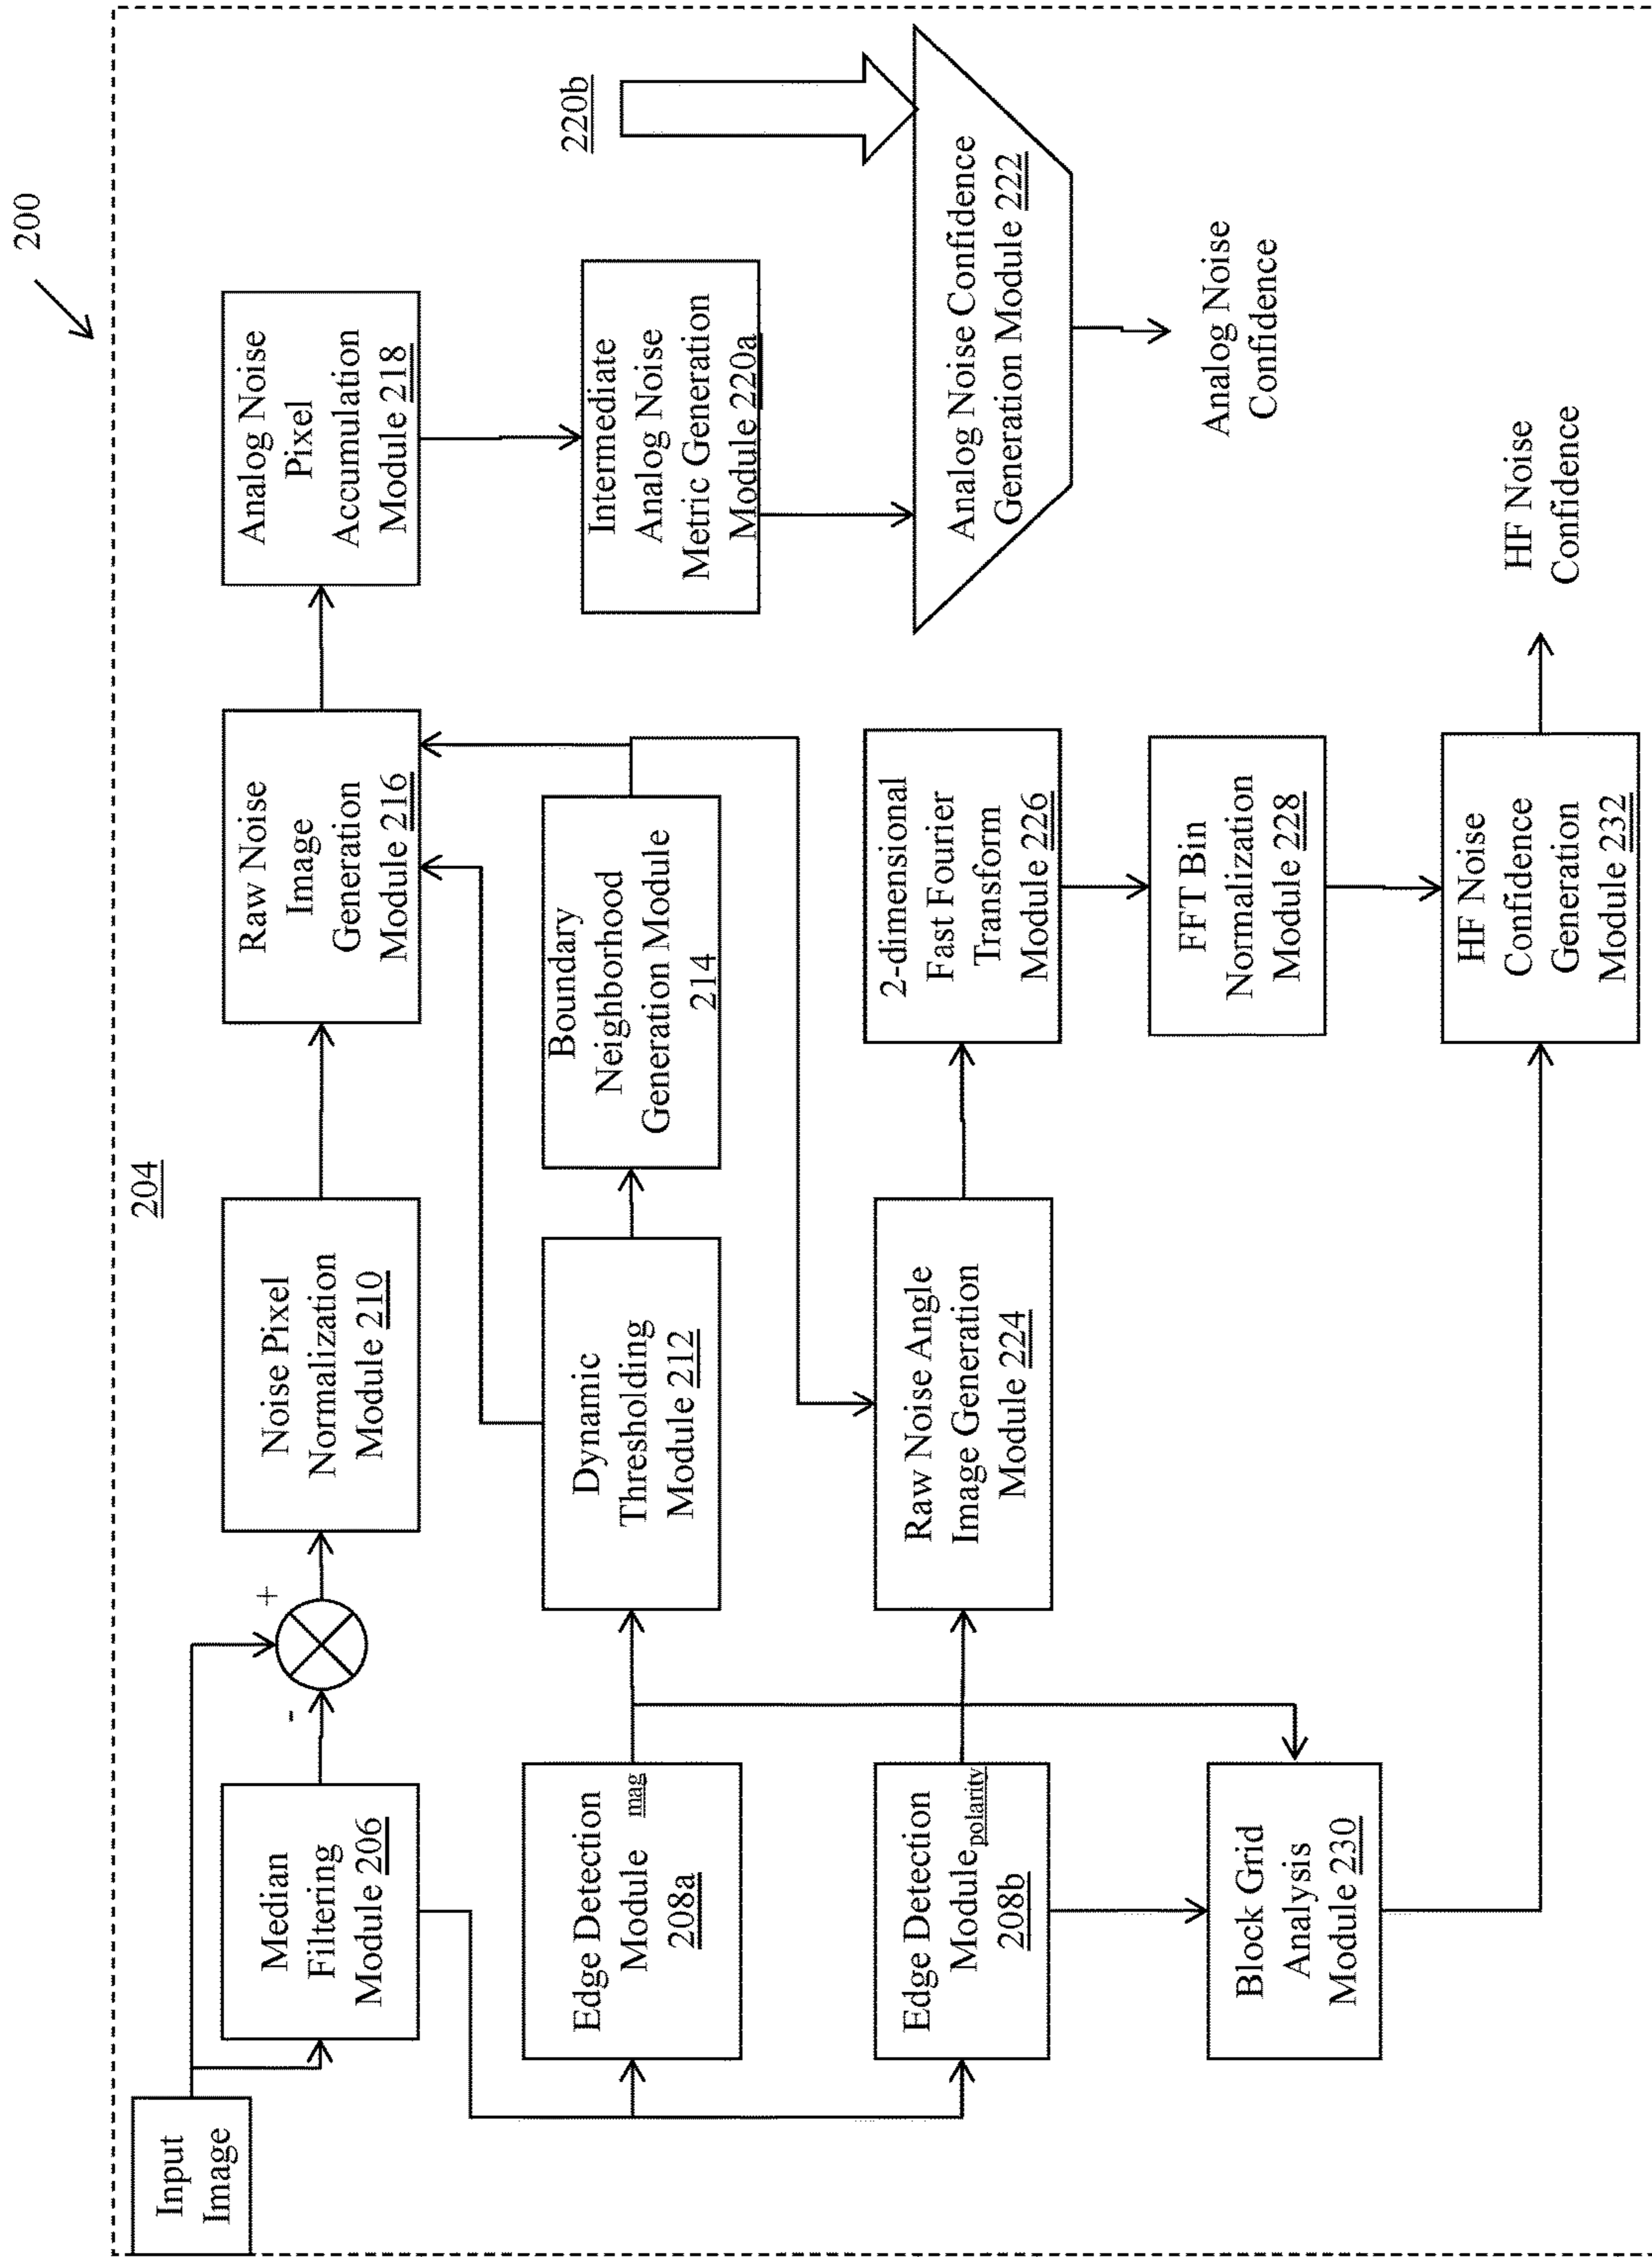 200
204
Input
Image
Median
Filtering
Module 206
-
+
Noise Pixel
Normalization
Module 210
Raw Noise
Image
Generation
Module 216
Analog Noise
Pixel
Accumulation
Module 218
Edge Detection
Module mag
208a
Dynamic
Thresholding
Module 212
Boundary
Neighborhood
Generation Module
214
Intermediate
Analog Noise
Metric Generation
Module 220a
220b
Edge Detection
Module polarity
208b
Raw Noise Angle
Image Generation
Module 224
2-dimensional
Fast Fourier
Transform
Module 226
Analog Noise Confidence
Generation Module 222
Analog Noise
Confidence
Block Grid
Analysis
Module 230
FFT Bin
Normalization
Module 228
HF Noise
Confidence
Generation
Module 232
HF Noise
Confidence